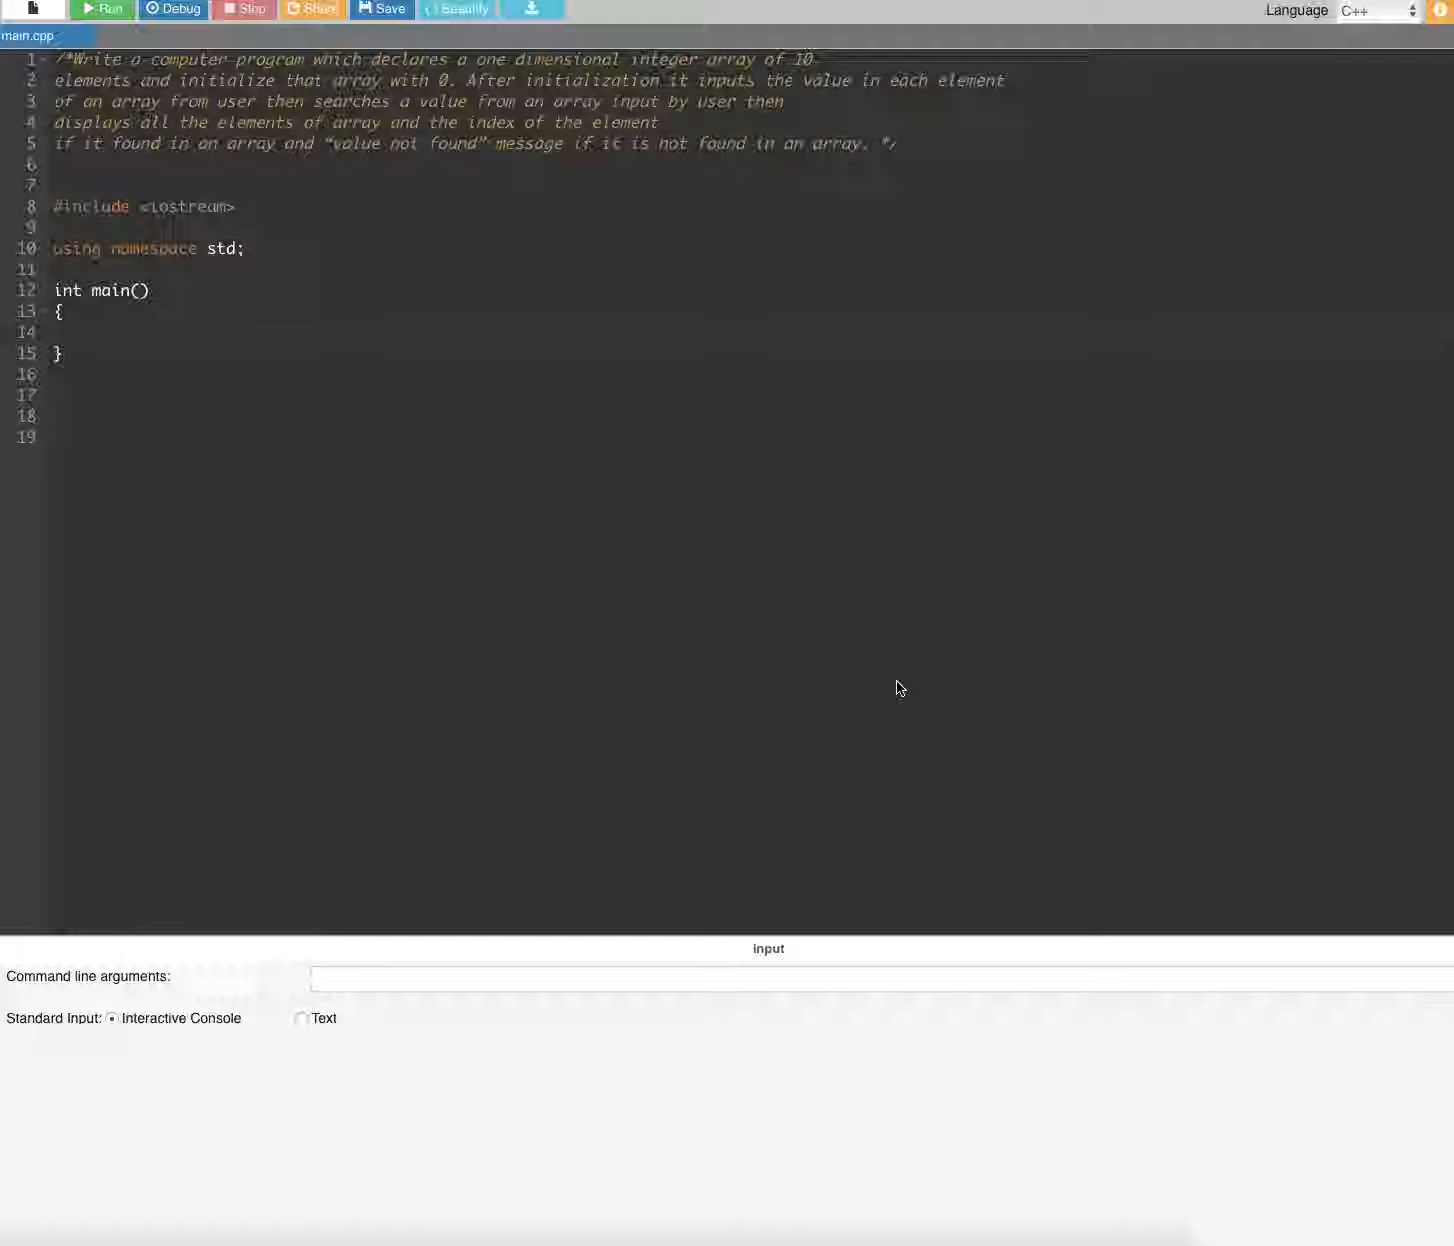 Run Debug Stop Share Save {} Beautify Language C++
main.cpp
1 /*Write a computer program which declares a one dimensional integer array of 10
2 elements and initialize that array with 0. After initialization it inputs the value in each element
3 of an array from user then searches a value from an array input by user then
4 displays all the elements of array and the index of the element
5 if it found in an array and “value not found” message if it is not found in an array. */
6
7
8 #include <iostream>
9
10 using namespace std;
11
12 int main()
13 {
14
15 }
16
17
18
19
input
Command line arguments:
Standard Input: Interactive Console Text